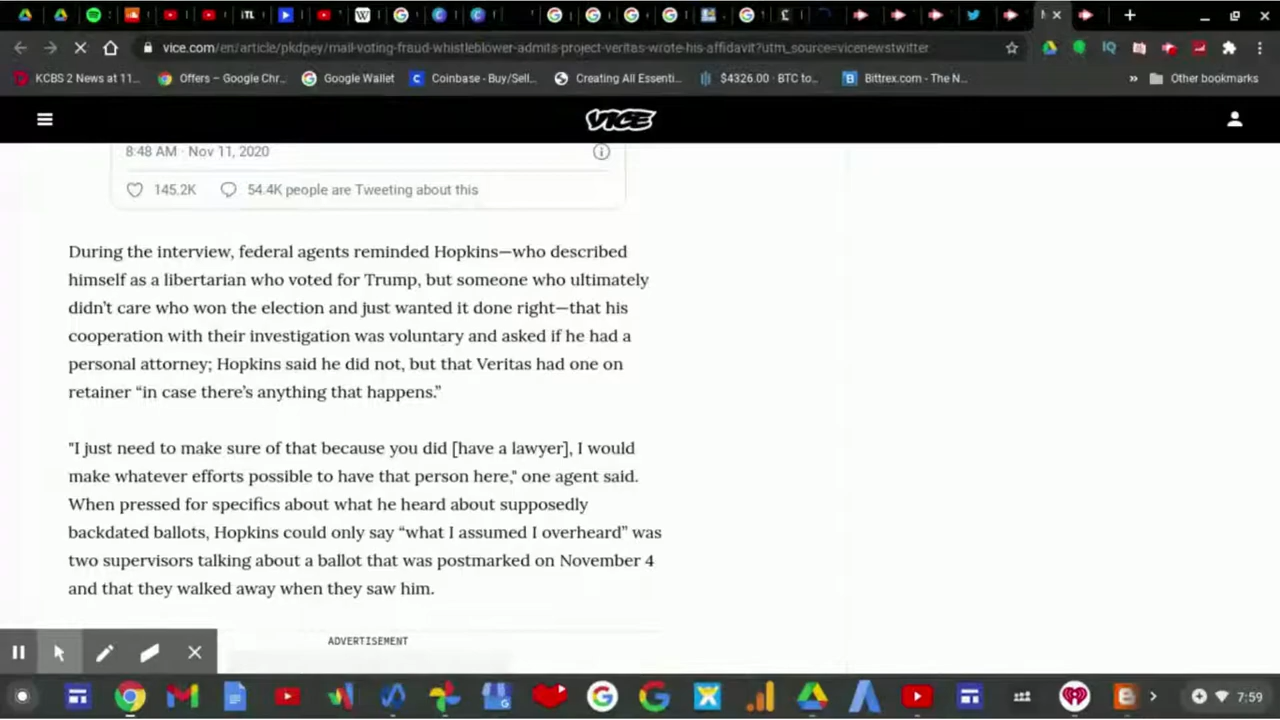 iTL
W
vice.com/en/article/pkdpey/mail-voting-fraud-whistleblower-admits-project-veritas-wrote-his-affidavit?utm_source=vicenewstwitter
IQ
KCBS 2 News at 11...
Offers – Google Chr...
Google Wallet
Coinbase - Buy/Sell...
Creating All Essenti...
$4326.00 · BTC to...
Bittrex.com - The N...
»
Other bookmarks
VICE
8:48 AM · Nov 11, 2020
145.2K
54.4K people are Tweeting about this
During the interview, federal agents reminded Hopkins—who described
himself as a libertarian who voted for Trump, but someone who ultimately
didn’t care who won the election and just wanted it done right—that his
cooperation with their investigation was voluntary and asked if he had a
personal attorney; Hopkins said he did not, but that Veritas had one on
retainer “in case there’s anything that happens.”
"I just need to make sure of that because you did [have a lawyer], I would
make whatever efforts possible to have that person here," one agent said.
When pressed for specifics about what he heard about supposedly
backdated ballots, Hopkins could only say “what I assumed I overheard” was
two supervisors talking about a ballot that was postmarked on November 4
and that they walked away when they saw him.
ADVERTISEMENT
7:59